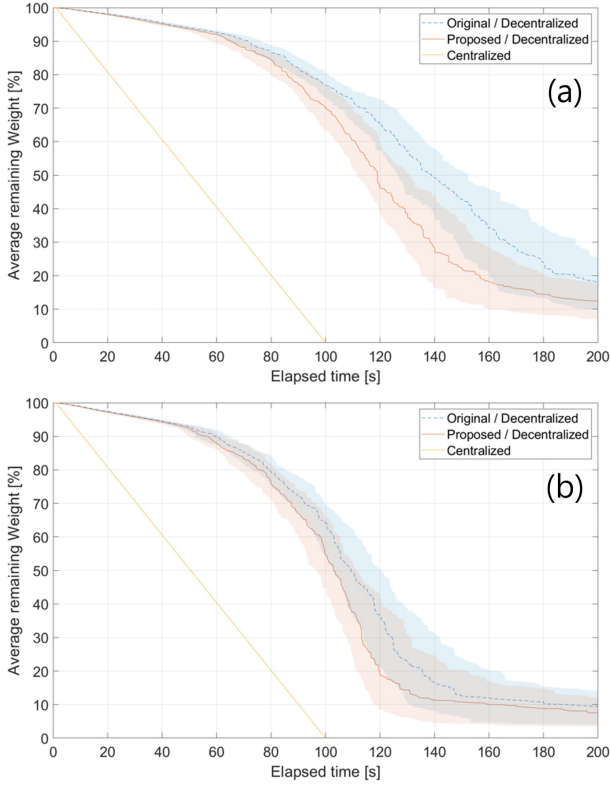 100
90
80
70
60
50
40
30
20
10
0
Average remaining Weight [%]
Original / Decentralized
Proposed / Decentralized
Centralized
(a)
0 20 40 60 80 100 120 140 160 180 200
Elapsed time [s]
100
90
80
70
60
50
40
30
20
10
0
Average remaining Weight [%]
Original / Decentralized
Proposed / Decentralized
Centralized
(b)
0 20 40 60 80 100 120 140 160 180 200
Elapsed time [s]